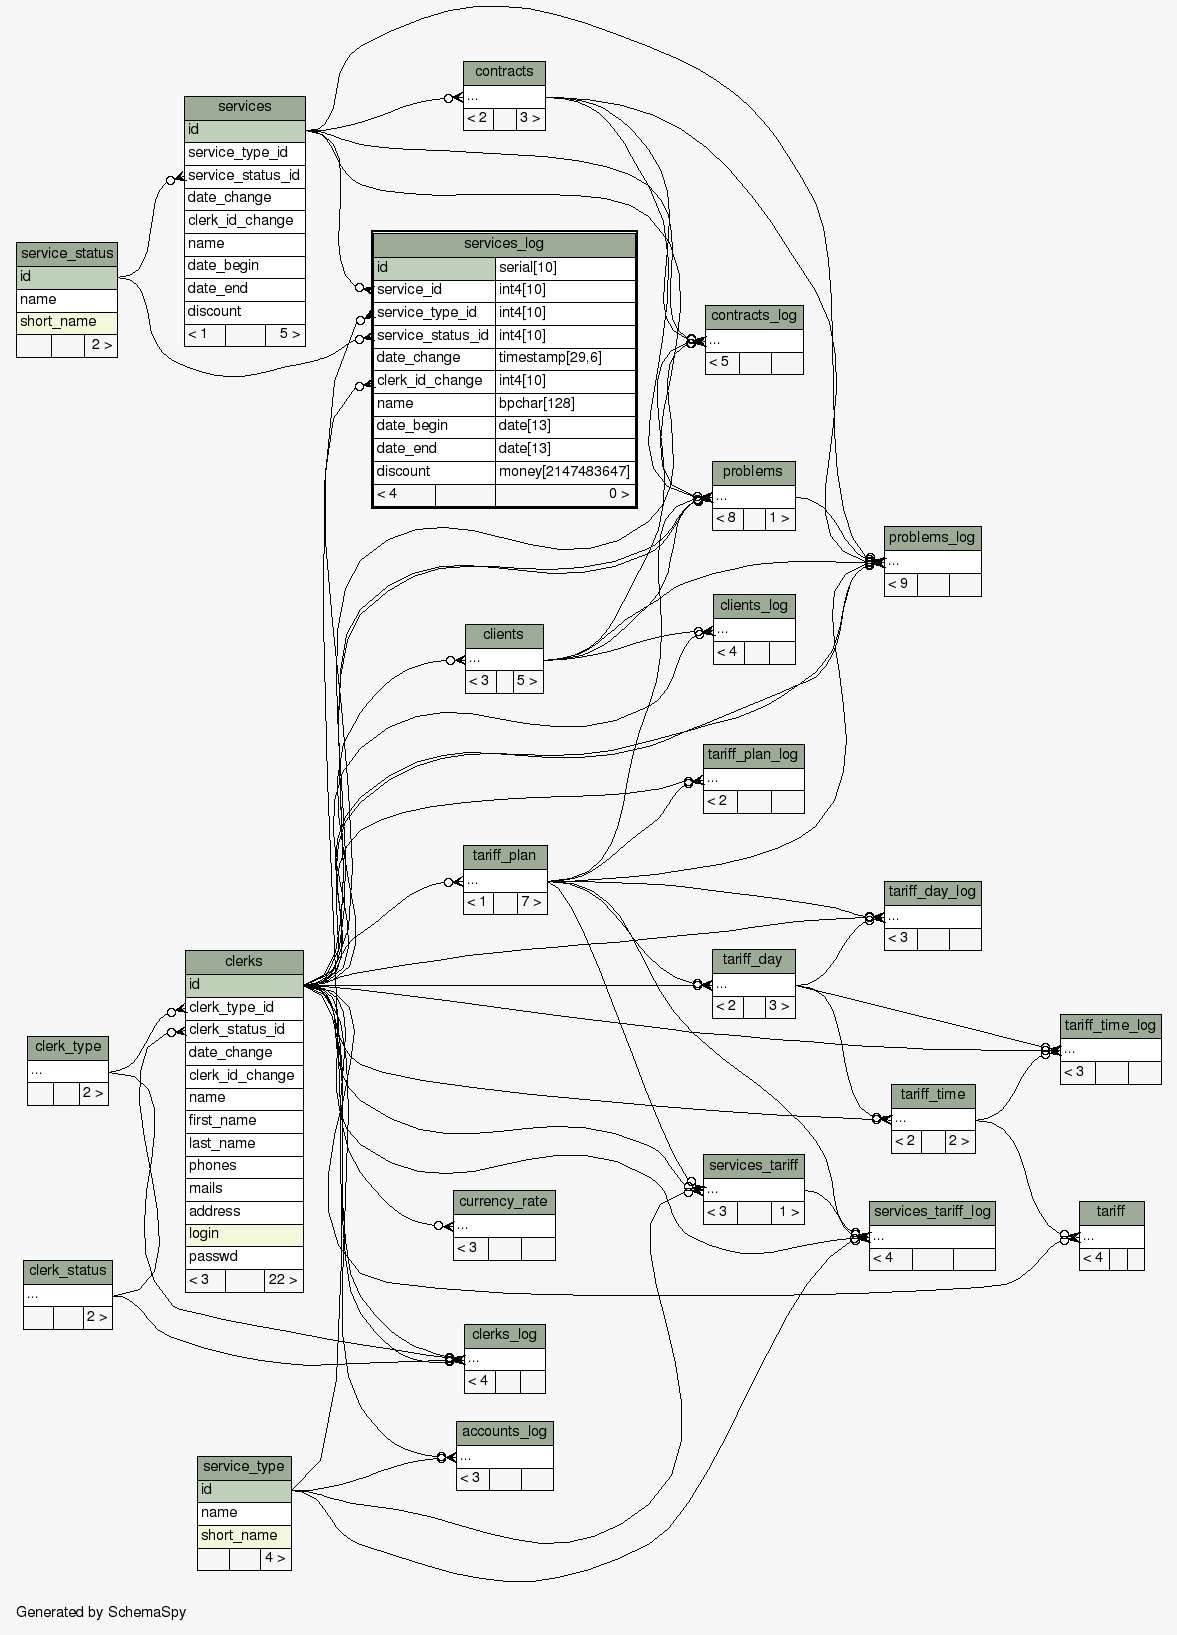 contracts
...
< 2 3 >
services
id
service_type_id
service_status_id
date_change
clerk_id_change
name
date_begin
date_end
discount
< 1 5 >
service_status
id
name
short_name
2 >
services_log
id serial[10]
service_id int4[10]
service_type_id int4[10]
service_status_id int4[10]
date_change timestamp[29,6]
clerk_id_change int4[10]
name bpchar[128]
date_begin date[13]
date_end date[13]
discount money[2147483647]
< 4 0 >
contracts_log
...
< 5
problems
...
< 8 1 >
problems_log
...
< 9
clients_log
...
< 4
clients
...
< 3 5 >
tariff_plan_log
...
< 2
tariff_plan
...
< 1 7 >
tariff_day_log
...
< 3
tariff_day
...
< 2 3 >
clerks
id
clerk_type_id
clerk_status_id
date_change
clerk_id_change
name
first_name
last_name
phones
mails
address
login
passwd
< 3 22 >
tariff_time_log
...
< 3
clerk_type
...
2 >
tariff_time
...
< 2 2 >
services_tariff
...
< 3 1 >
currency_rate
...
< 3
services_tariff_log
...
< 4
tariff
...
< 4
clerk_status
...
2 >
clerks_log
...
< 4
accounts_log
...
< 3
service_type
id
name
short_name
4 >
Generated by SchemaSpy